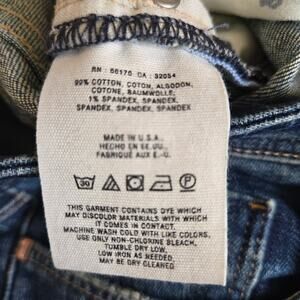 RN : 56175 CA : 32054
99% COTTON, COTON, ALGODON,
COTONE, BAUMWOLLE;
1% SPANDEX, SPANDEX,
SPANDEX, SPANDEX
MADE IN U.S.A.
HECHO EN EE.UU.
FABRIQUE AUX E.-U.
30 P
THIS GARMENT CONTAINS DYE WHICH
MAY DISCOLOR MATERIALS WITH WHICH
IT COMES IN CONTACT.
MACHINE WASH COLD WITH LIKE COLORS.
USE ONLY NON-CHLORINE BLEACH.
TUMBLE DRY LOW.
LOW IRON AS NEEDED.
MAY BE DRY CLEANED